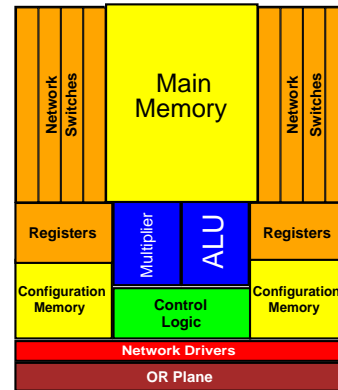 Network
Switches
Main
Memory
Network
Switches
Registers
Multiplier
ALU
Registers
Configuration
Memory
Control
Logic
Configuration
Memory
Network Drivers
OR Plane